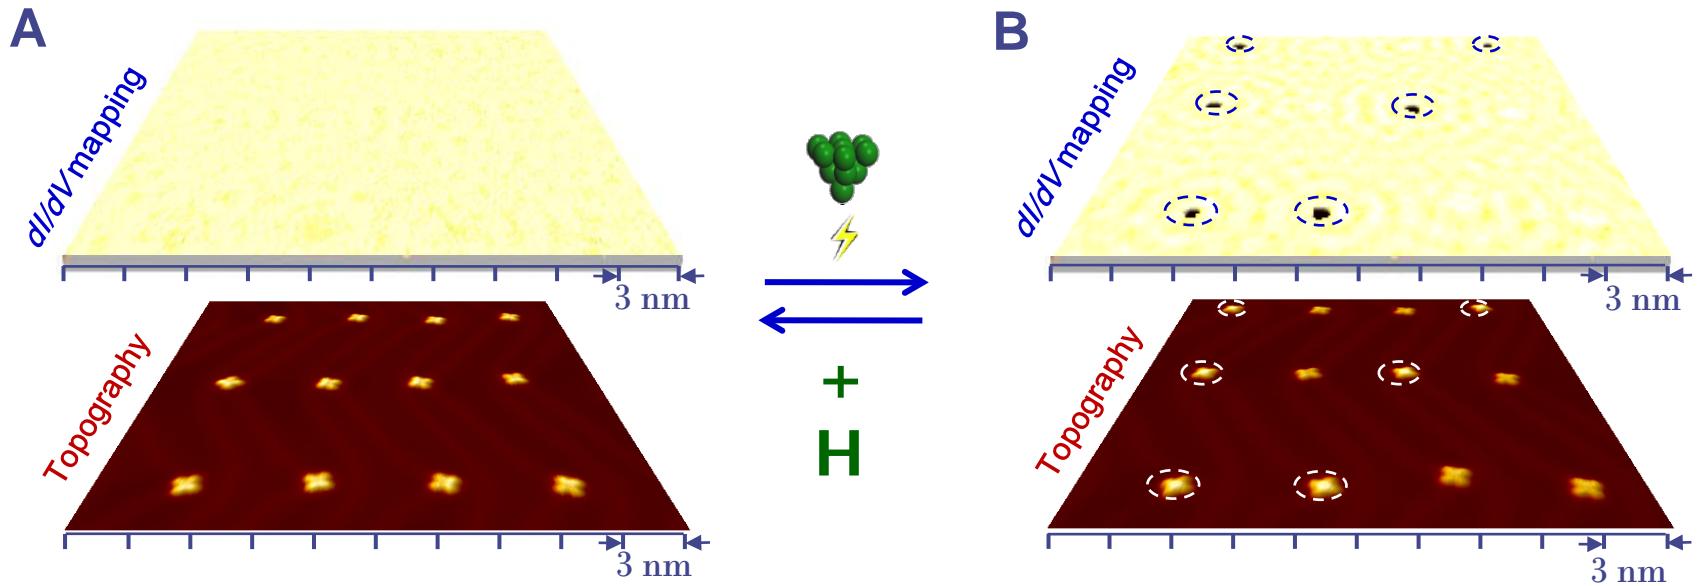 A
B
dI/dV mapping
dI/dV mapping
3 nm
3 nm
Topography
Topography
+
H
3 nm
3 nm